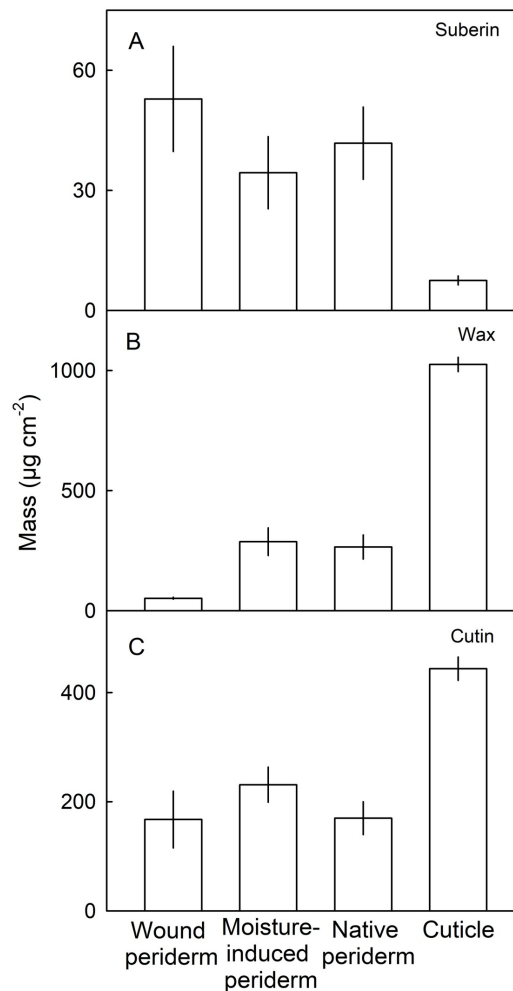 A
Suberin
60
30
0
B
Wax
1000
500
0
Mass (µg cm⁻²)
C
Cutin
400
200
0
Wound periderm
Moisture-induced periderm
Native periderm
Cuticle